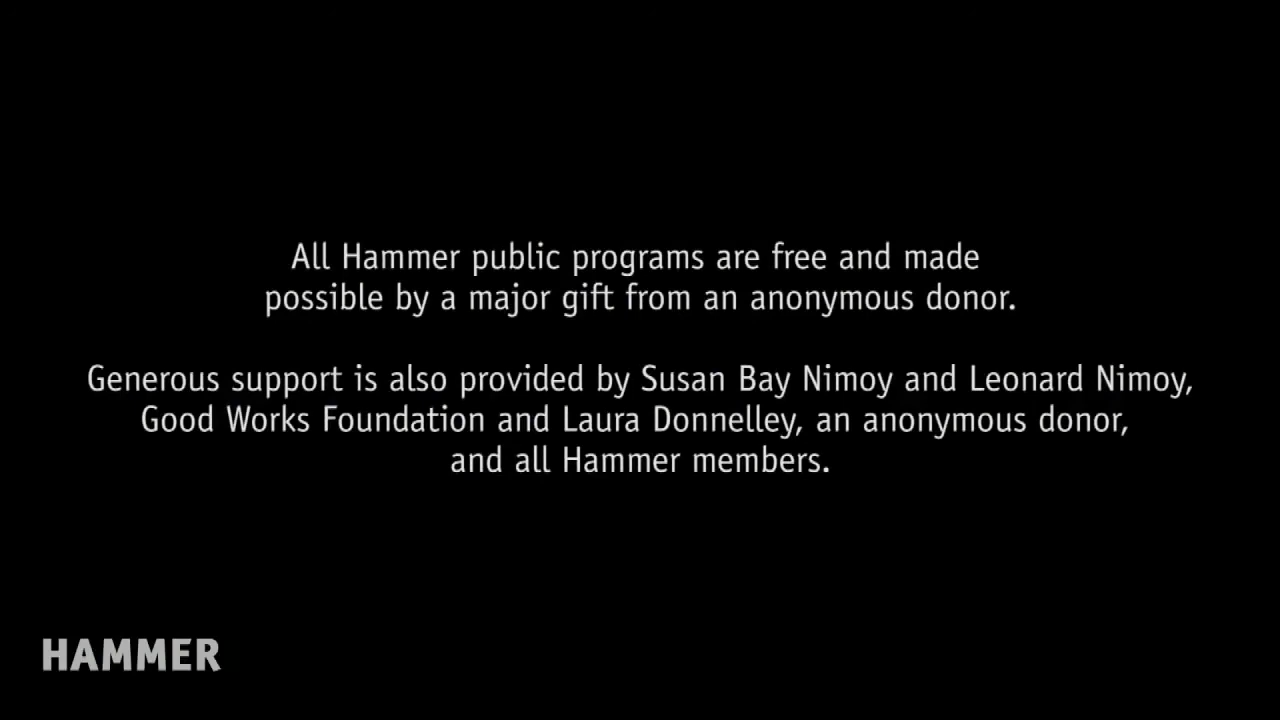 All Hammer public programs are free and made
possible by a major gift from an anonymous donor.
Generous support is also provided by Susan Bay Nimoy and Leonard Nimoy,
Good Works Foundation and Laura Donnelley, an anonymous donor,
and all Hammer members.
HAMMER